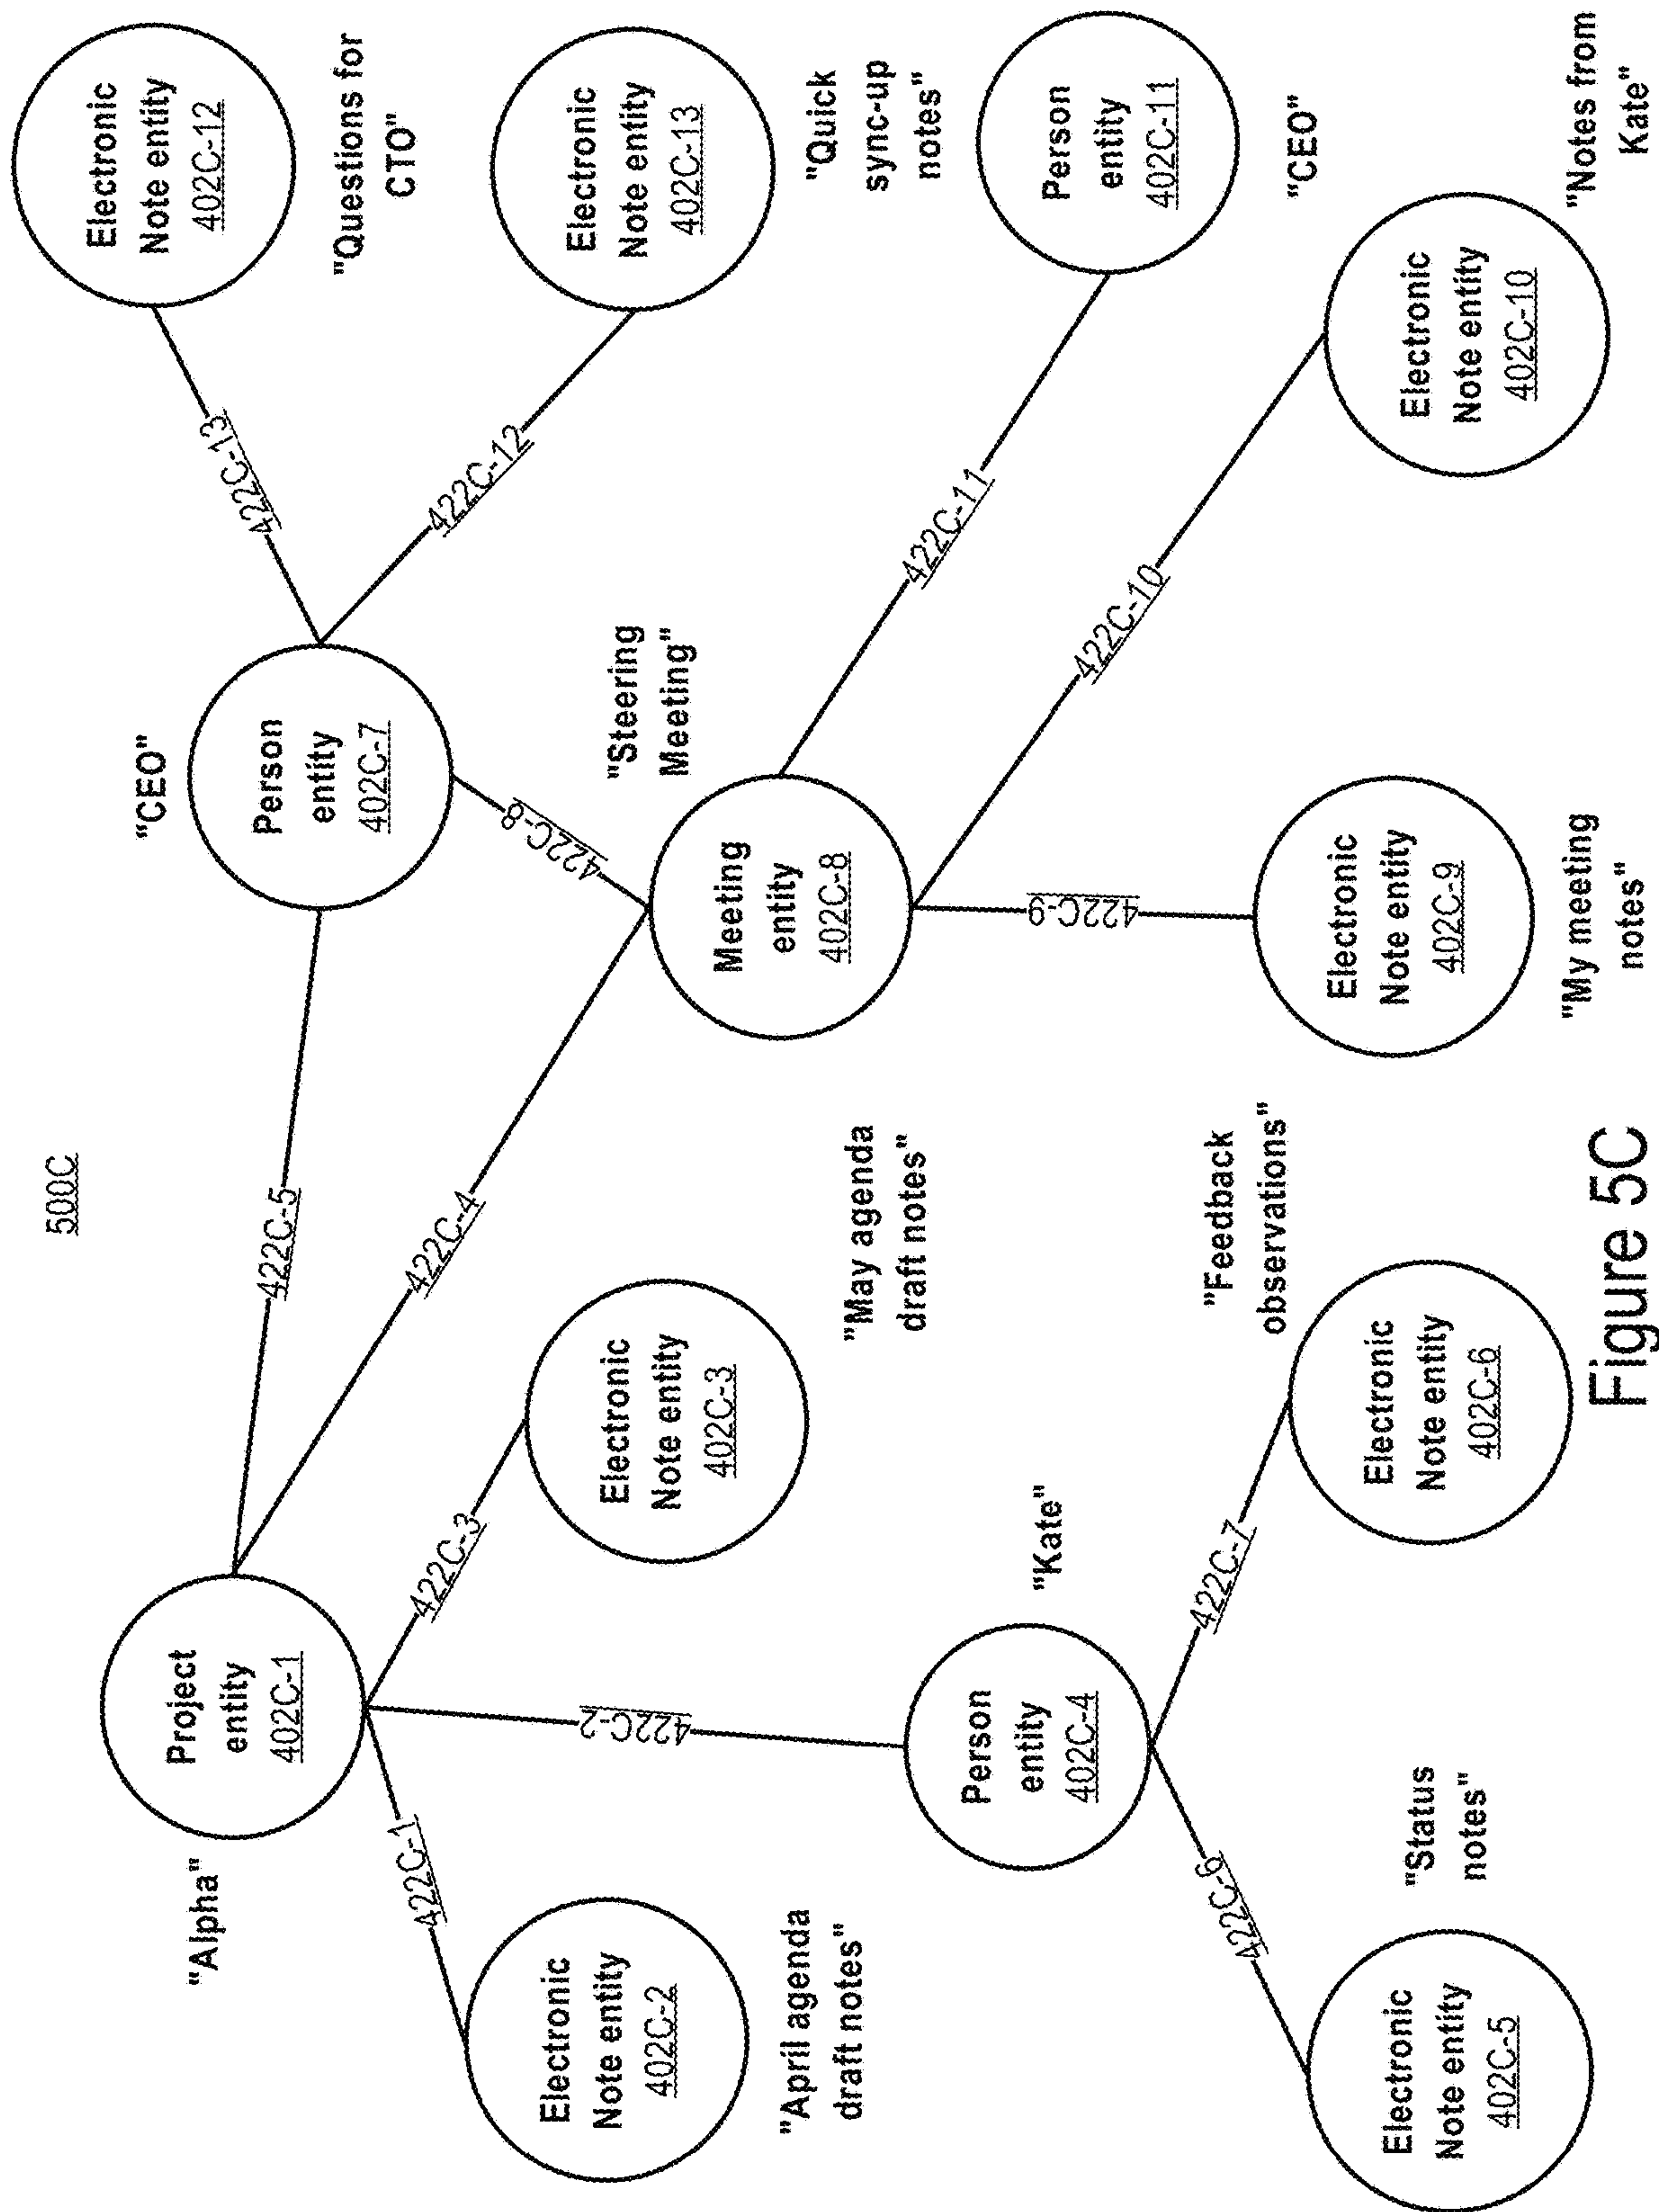 500C
"Alpha"
Project
entity
402C-1
422C-5
422C-4
"CEO"
Person
entity
402C-7
422C-13
422C-12
Electronic
Note entity
402C-12
"Questions for
CTO"
422C-1
422C-3
422C-2
422C-8
Electronic
Note entity
402C-2
"April agenda
draft notes"
Electronic
Note entity
402C-3
"May agenda
draft notes"
"Steering
Meeting"
Meeting
entity
402C-8
Electronic
Note entity
402C-13
"Quick
sync-up
notes"
422C-11
422C-10
422C-9
Person
entity
402C-11
"CEO"
Person
entity
402C-4
"Kate"
422C-6
422C-7
Electronic
Note entity
402C-5
"Status
notes"
Electronic
Note entity
402C-6
"Feedback
observations"
Electronic
Note entity
402C-9
"My meeting
notes"
Electronic
Note entity
402C-10
"Notes from
Kate"
Figure 5C